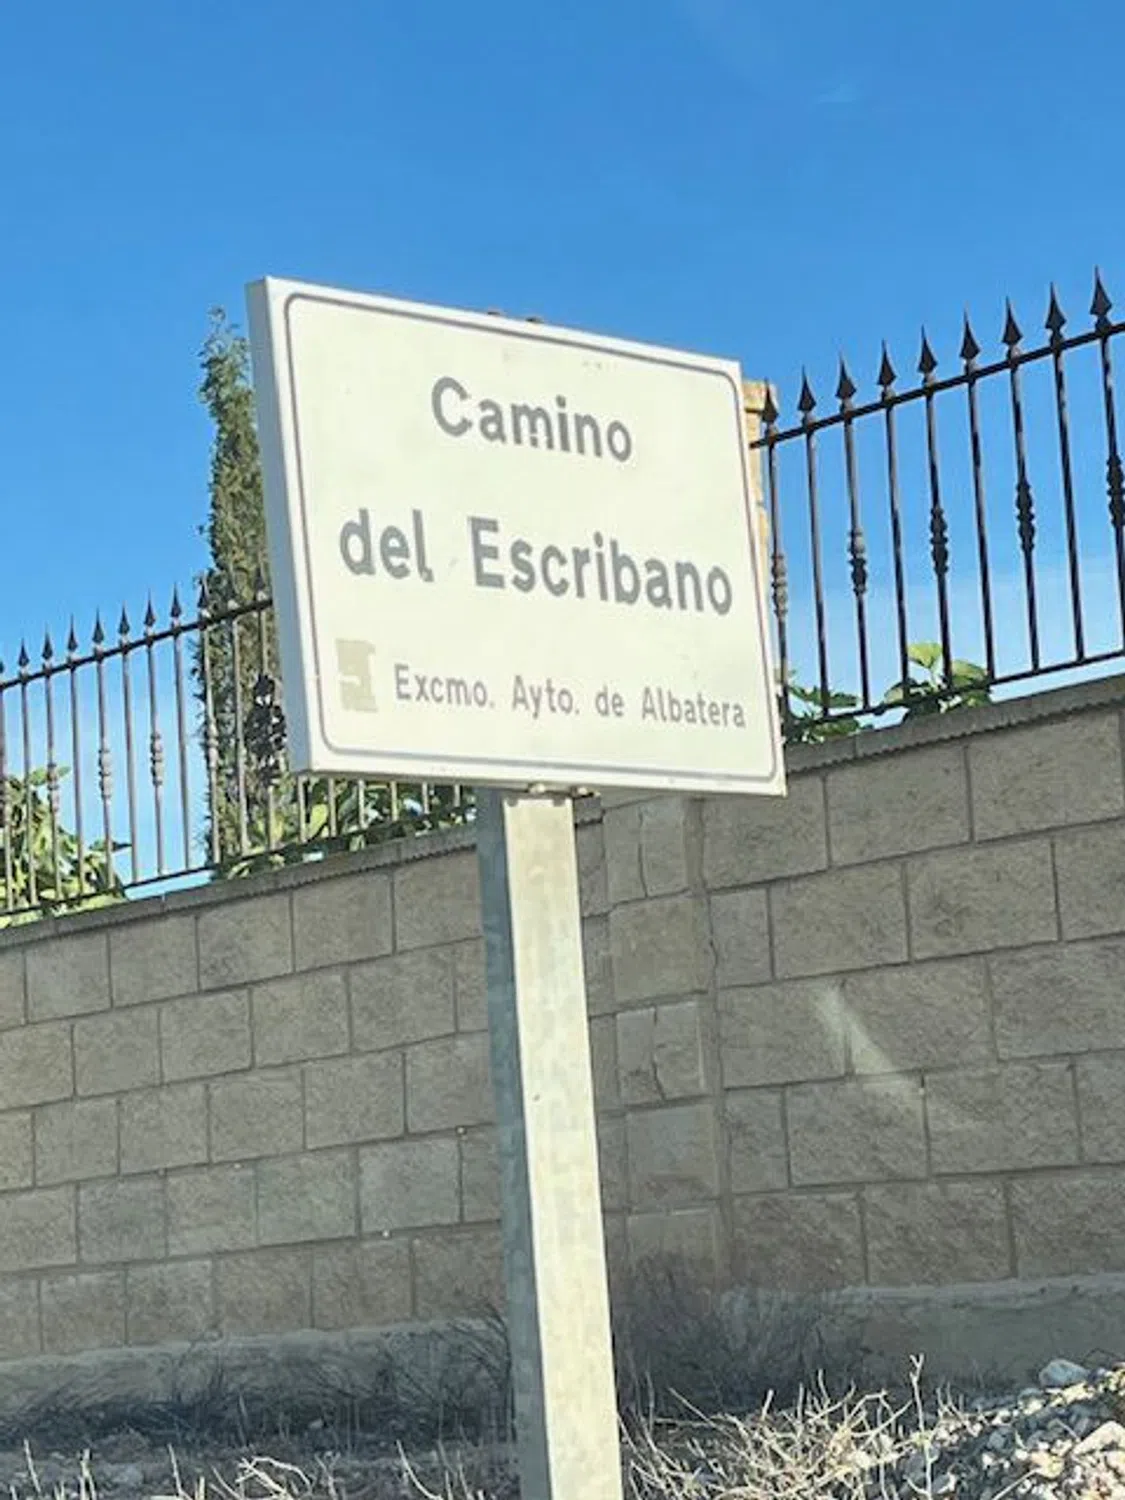 Camino
del Escribano
Excmo. Ayto. de Albatera